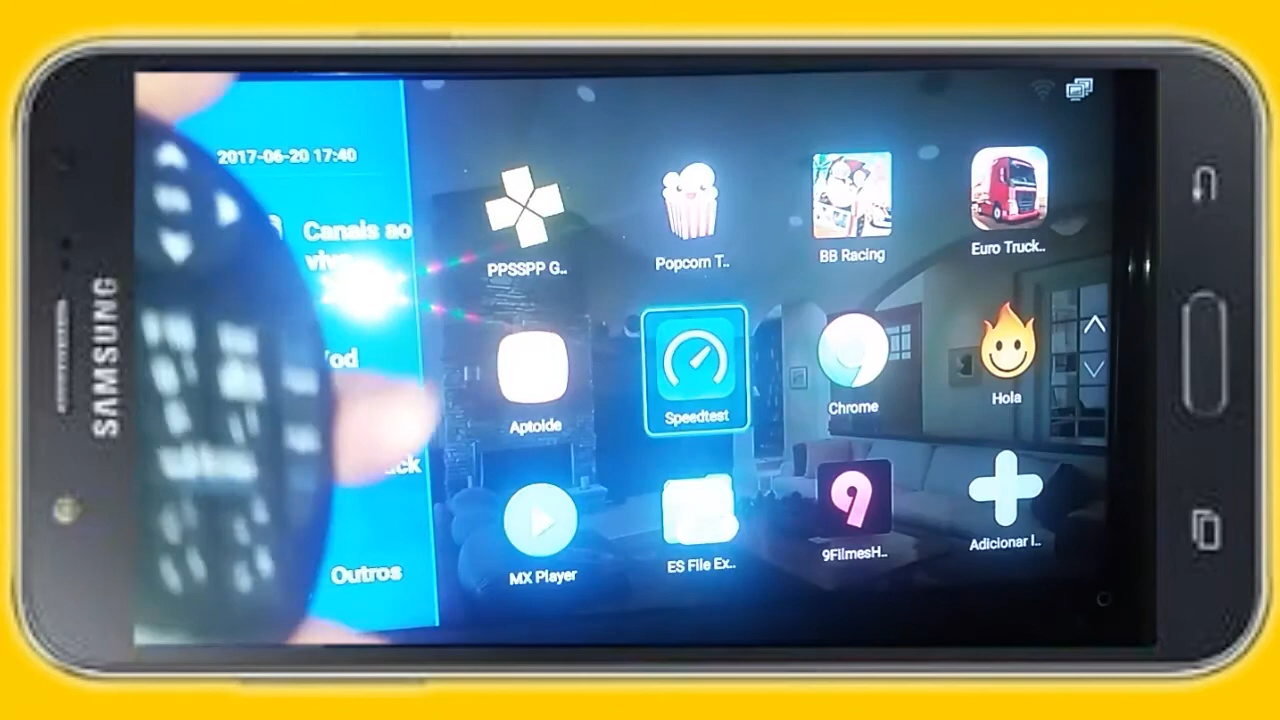 SAMSUNG
2017-06-20 17:40
Canais ao
vivo
PPSSPP G..
Popcorn T..
BB Racing
Euro Truck..
Aptoide
Speedtest
Chrome
Hola
MX Player
ES File Ex..
9FilmesH..
Adicionar I..
Outros